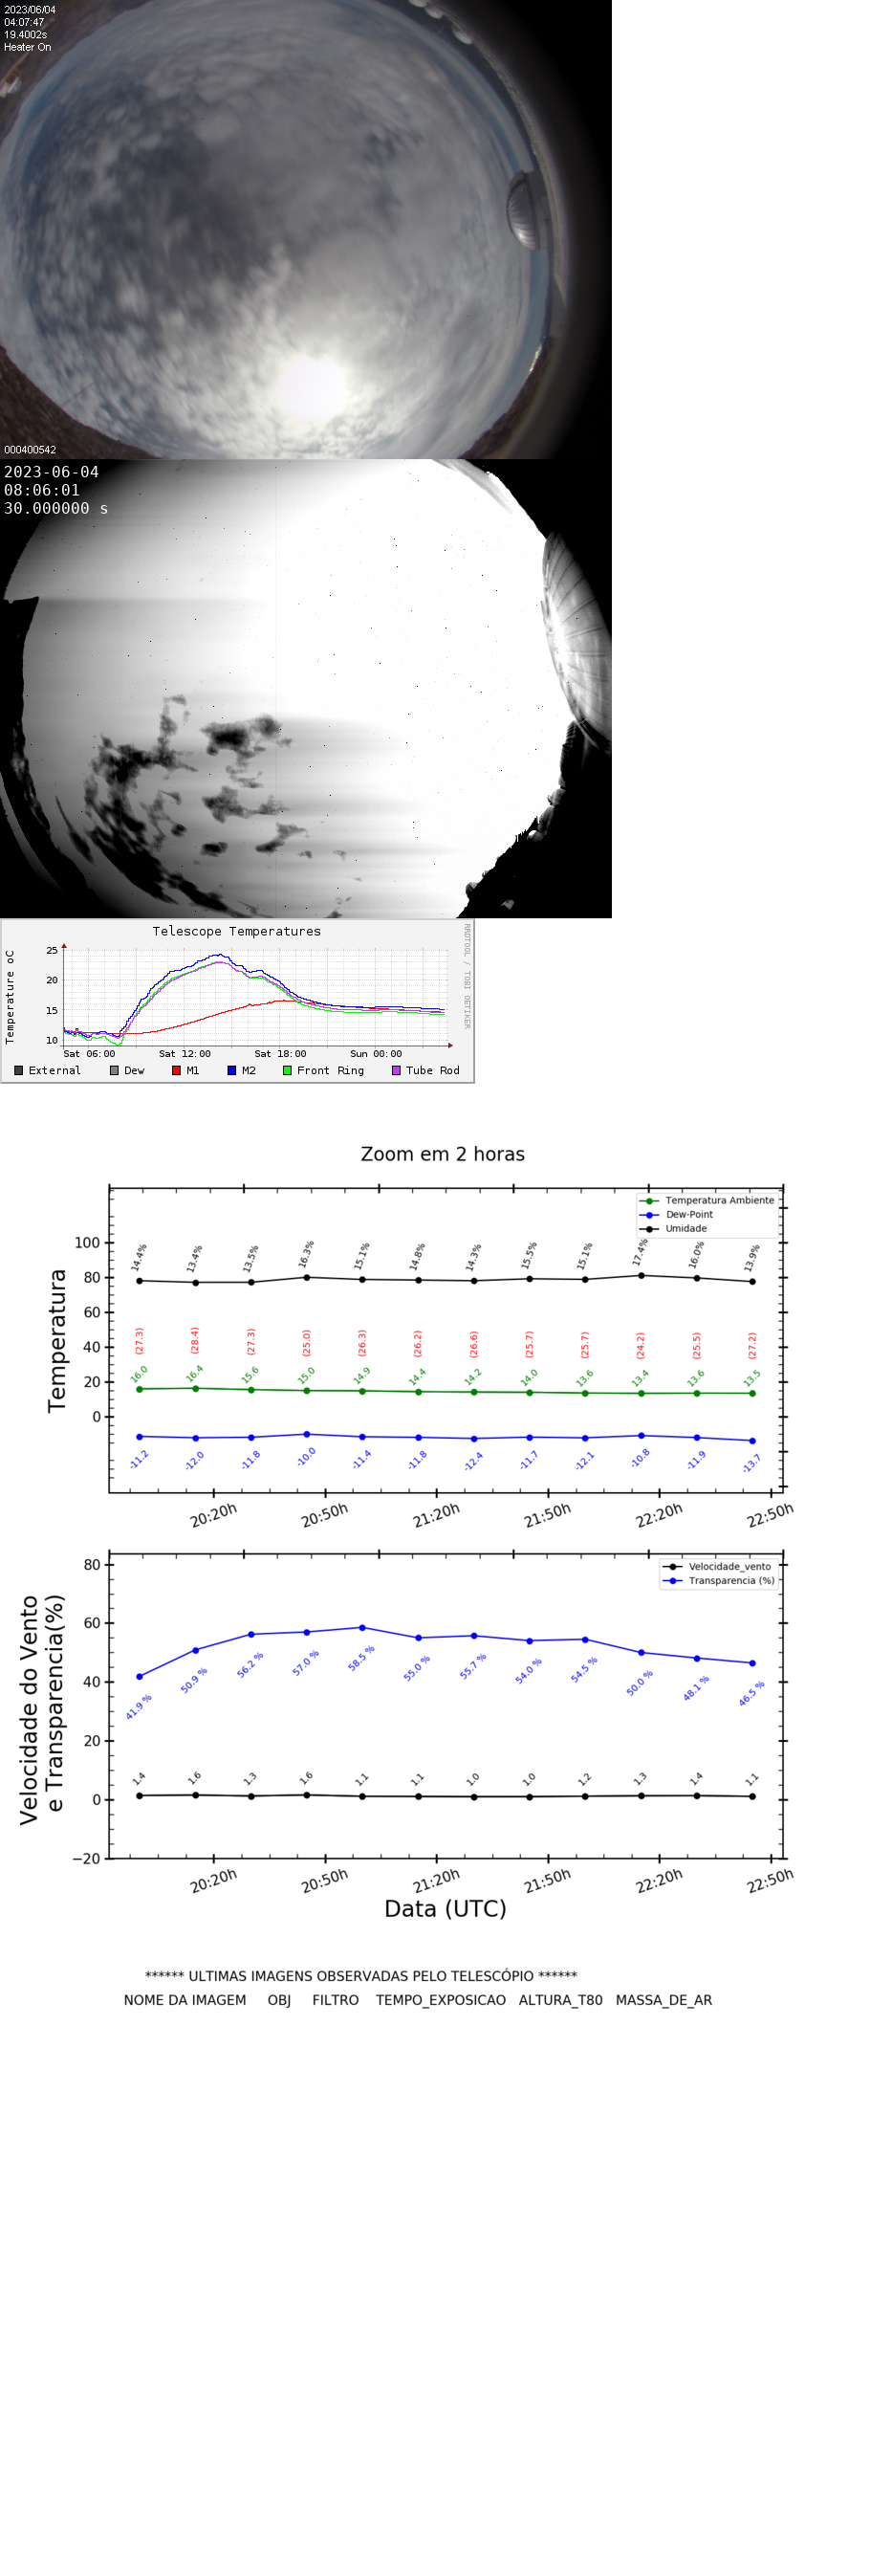 2023/06/04
04:07:47
19.4002s
Heater On
000400542
2023-06-04
08:06:01
30.000000 s
Telescope Temperatures
RRDTOOL / TOBI OETIKER
Temperature oC
25
20
15
10
Sat 06:00 Sat 12:00 Sat 18:00 Sun 00:00
External Dew M1 M2 Front Ring Tube Rod
Zoom em 2 horas
Temperatura
Temperatura Ambiente
Dew-Point
Umidade
14.4% 13.4% 13.5% 16.3% 15.1% 14.8% 14.3% 15.5% 15.1% 17.4% 16.0% 13.9%
100
80
60
40
20
0
(27.3) (28.4) (27.3) (25.0) (26.3) (26.2) (26.6) (25.7) (25.7) (24.2) (25.5) (27.2)
16.0 16.4 15.6 15.0 14.9 14.4 14.2 14.0 13.6 13.4 13.6 13.5
-11.2 -12.0 -11.8 -10.0 -11.4 -11.8 -12.4 -11.7 -12.1 -10.8 -11.9 -13.7
20:20h 20:50h 21:20h 21:50h 22:20h 22:50h
Velocidade do Vento
e Transparencia(%)
Velocidade_vento
Transparencia (%)
80
60
40
20
0
−20
41.9 % 50.9 % 56.2 % 57.0 % 58.5 % 55.0 % 55.7 % 54.0 % 54.5 % 50.0 % 48.1 % 46.5 %
1.4 1.6 1.3 1.6 1.1 1.1 1.0 1.0 1.2 1.3 1.4 1.1
20:20h 20:50h 21:20h 21:50h 22:20h 22:50h
Data (UTC)
****** ULTIMAS IMAGENS OBSERVADAS PELO TELESCÓPIO ******
NOME DA IMAGEM OBJ FILTRO TEMPO_EXPOSICAO ALTURA_T80 MASSA_DE_AR